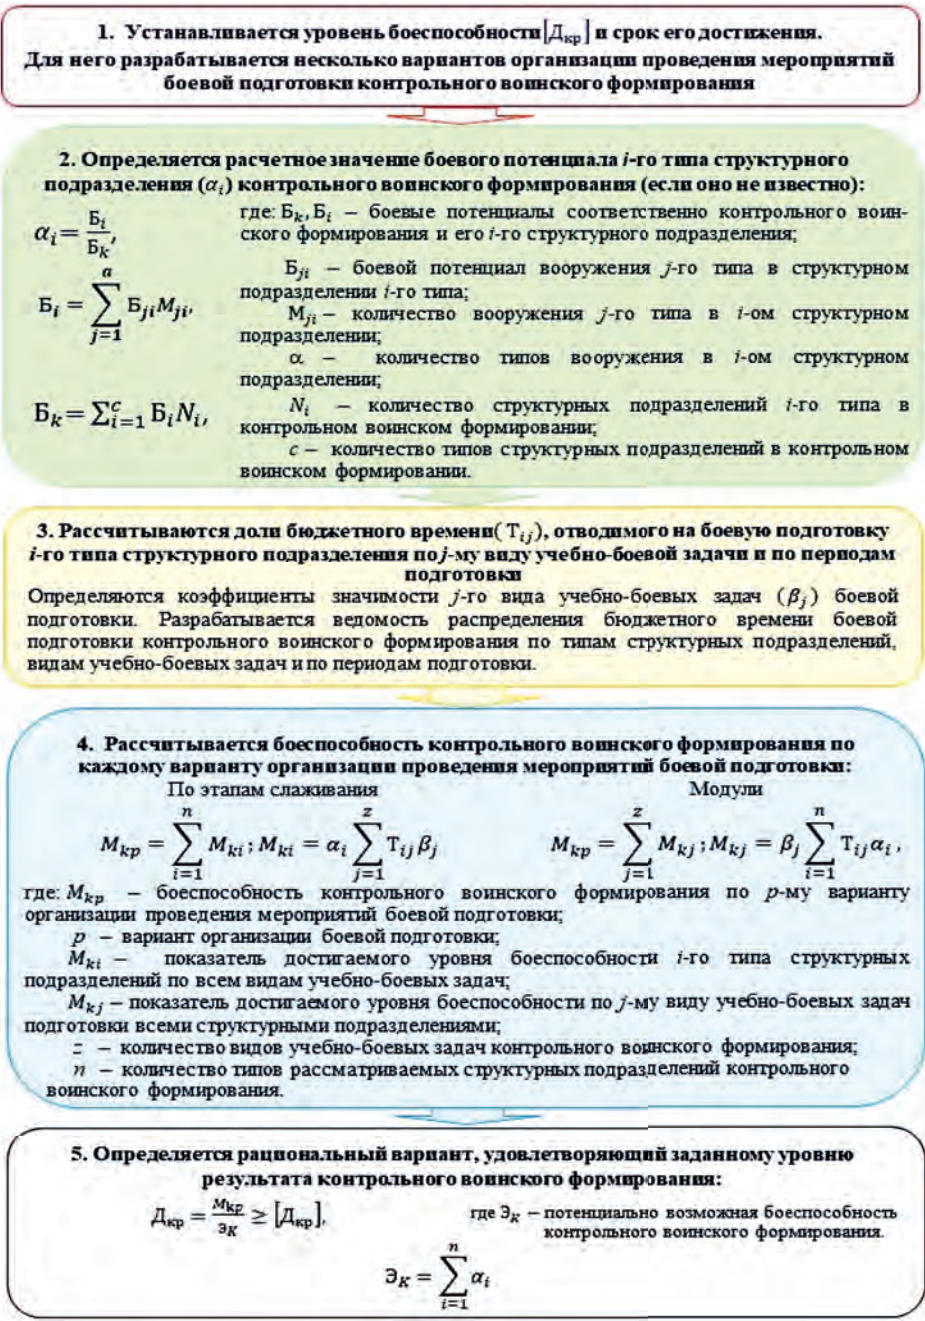 1. Устанавливается уровень боеспособности [Дкр] и срок его достижения.
Для него разрабатывается несколько вариантов организации проведения мероприятий
боевой подготовки контрольного воинского формирования
2. Определяется расчетное значение боевого потенциала i-го типа структурного
подразделения (αi) контрольного воинского формирования (если оно не известно):
αi = Бi/Бk,
где: Бk, Бi – боевые потенциалы соответственно контрольного воин-
ского формирования и его i-го структурного подразделения;
Бi = ∑_{j=1}^{a} Бji Mji,
Бji – боевой потенциал вооружения j-го типа в структурном
подразделении i-го типа;
Мji – количество вооружения j-го типа в i-ом структурном
подразделении;
α – количество типов вооружения в i-ом структурном
подразделении;
Бk = ∑_{i=1}^{c} Бi Ni,
Ni – количество структурных подразделений i-го типа в
контрольном воинском формировании;
c – количество типов структурных подразделений в контрольном
воинском формировании.
3. Рассчитываются доли бюджетного времени( Тij), отводимого на боевую подготовку
i-го типа структурного подразделения по j-му виду учебно-боевой задачи и по периодам
подготовки
Определяются коэффициенты значимости j-го вида учебно-боевых задач (βj) боевой
подготовки. Разрабатывается ведомость распределения бюджетного времени боевой
подготовки контрольного воинского формирования по типам структурных подразделений,
видам учебно-боевых задач и по периодам подготовки.
4. Рассчитывается боеспособность контрольного воинского формирования по
каждому варианту организации проведения мероприятий боевой подготовки:
По этапам слаживания
Модули
Mkp = ∑_{i=1}^{n} Mki ; Mki = αi ∑_{j=1}^{z} Тij βj
Mkp = ∑_{j=1}^{z} Mkj ; Mkj = βj ∑_{i=1}^{n} Тij αi ,
где: Mkp – боеспособность контрольного воинского формирования по p-му варианту
организации проведения мероприятий боевой подготовки;
p – вариант организации боевой подготовки;
Mki – показатель достигаемого уровня боеспособности i-го типа структурных
подразделений по всем видам учебно-боевых задач;
Mkj – показатель достигаемого уровня боеспособности по j-му виду учебно-боевых задач
подготовки всеми структурными подразделениями;
z – количество видов учебно-боевых задач контрольного воинского формирования;
n – количество типов рассматриваемых структурных подразделений контрольного
воинского формирования.
5. Определяется рациональный вариант, удовлетворяющий заданному уровню
результата контрольного воинского формирования:
Дкр = Mkp/ЭK ≥ [Дкр],
где ЭK – потенциально возможная боеспособность
контрольного воинского формирования.
ЭK = ∑_{i=1}^{n} αi